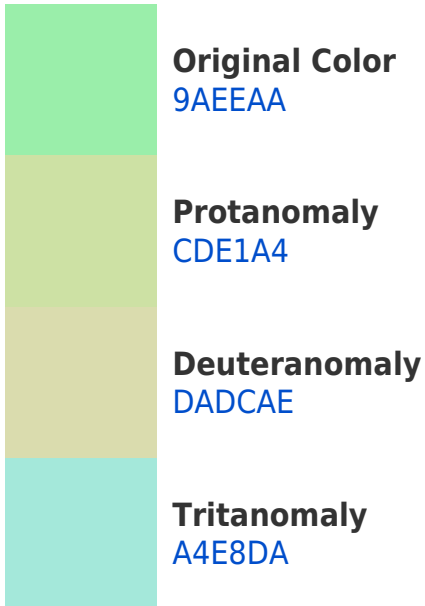 Original Color
9AEEAA
Protanomaly
CDE1A4
Deuteranomaly
DADCAE
Tritanomaly
A4E8DA